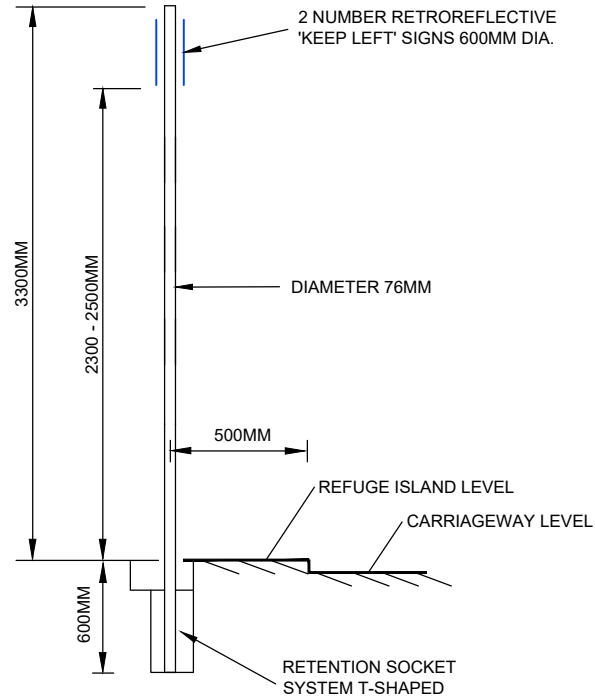 2 NUMBER RETROREFLECTIVE
'KEEP LEFT' SIGNS 600MM DIA.
3300MM
2300 - 2500MM
DIAMETER 76MM
500MM
REFUGE ISLAND LEVEL
CARRIAGEWAY LEVEL
600MM
RETENTION SOCKET
SYSTEM T-SHAPED